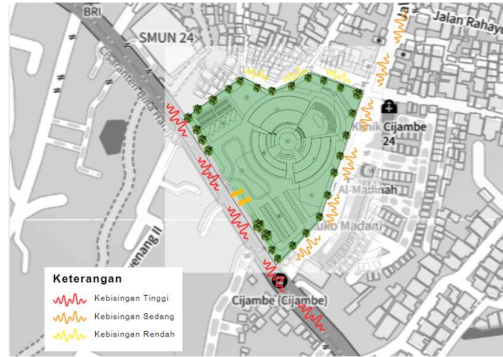 BRI
SMUN 24
Jalan Rahayu
Klinik Cijambe
24
Al-Madinah
Ruko Madani
Cijambe (Cijambe)
Keterangan
Kebisingan Tinggi
Kebisingan Sedang
Kebisingan Rendah